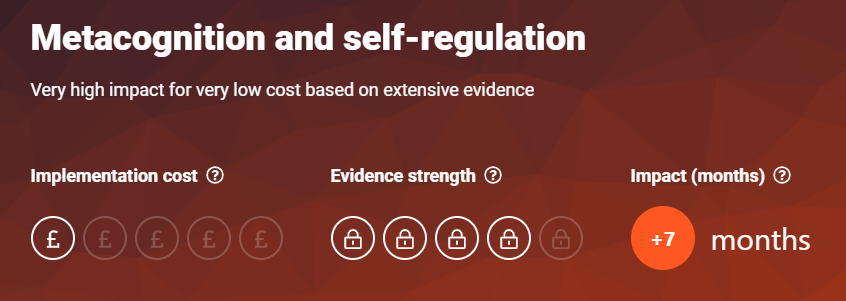 Metacognition and self-regulation
Very high impact for very low cost based on extensive evidence
Implementation cost ?
Evidence strength ?
Impact (months) ?
£ £ £ £ £
+7 months